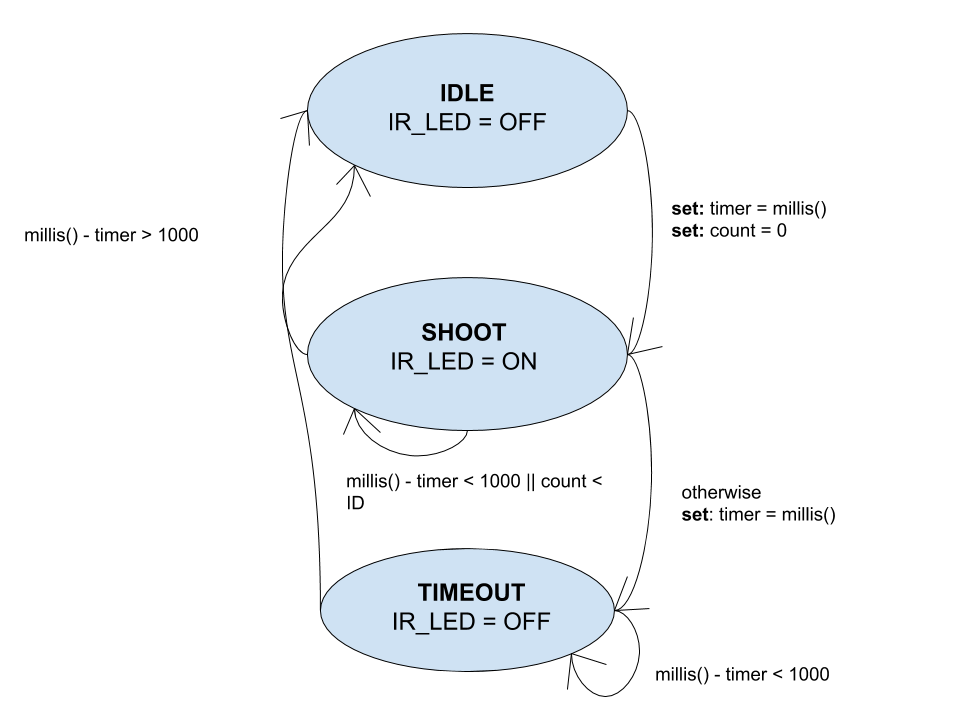 IDLE
IR_LED = OFF
set: timer = millis()
set: count = 0
millis() - timer > 1000
SHOOT
IR_LED = ON
millis() - timer < 1000 || count <
ID
otherwise
set: timer = millis()
TIMEOUT
IR_LED = OFF
millis() - timer < 1000